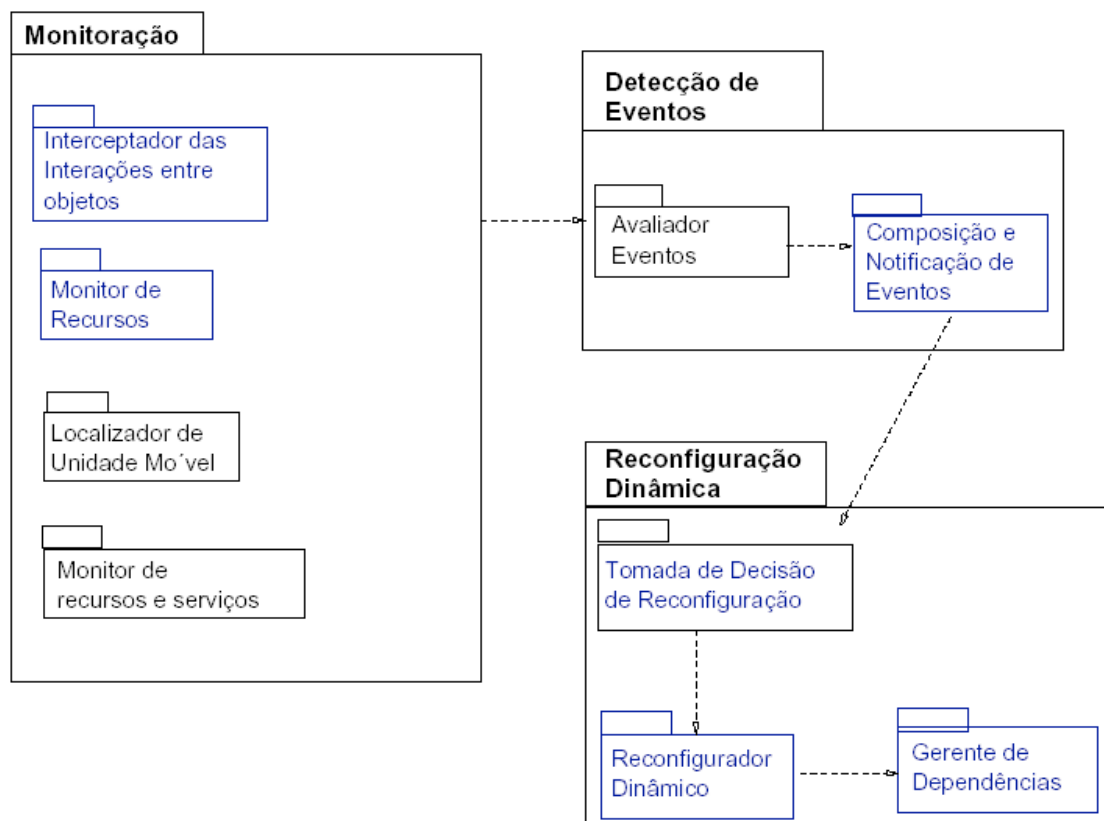 Monitoração
Interceptador das
Interações entre
objetos
Monitor de
Recursos
Localizador de
Unidade Mo´vel
Monitor de
recursos e serviços
Detecção de
Eventos
Avaliador
Eventos
Composição e
Notificação de
Eventos
Reconfiguração
Dinâmica
Tomada de Decisão
de Reconfiguração
Reconfigurador
Dinâmico
Gerente de
Dependências